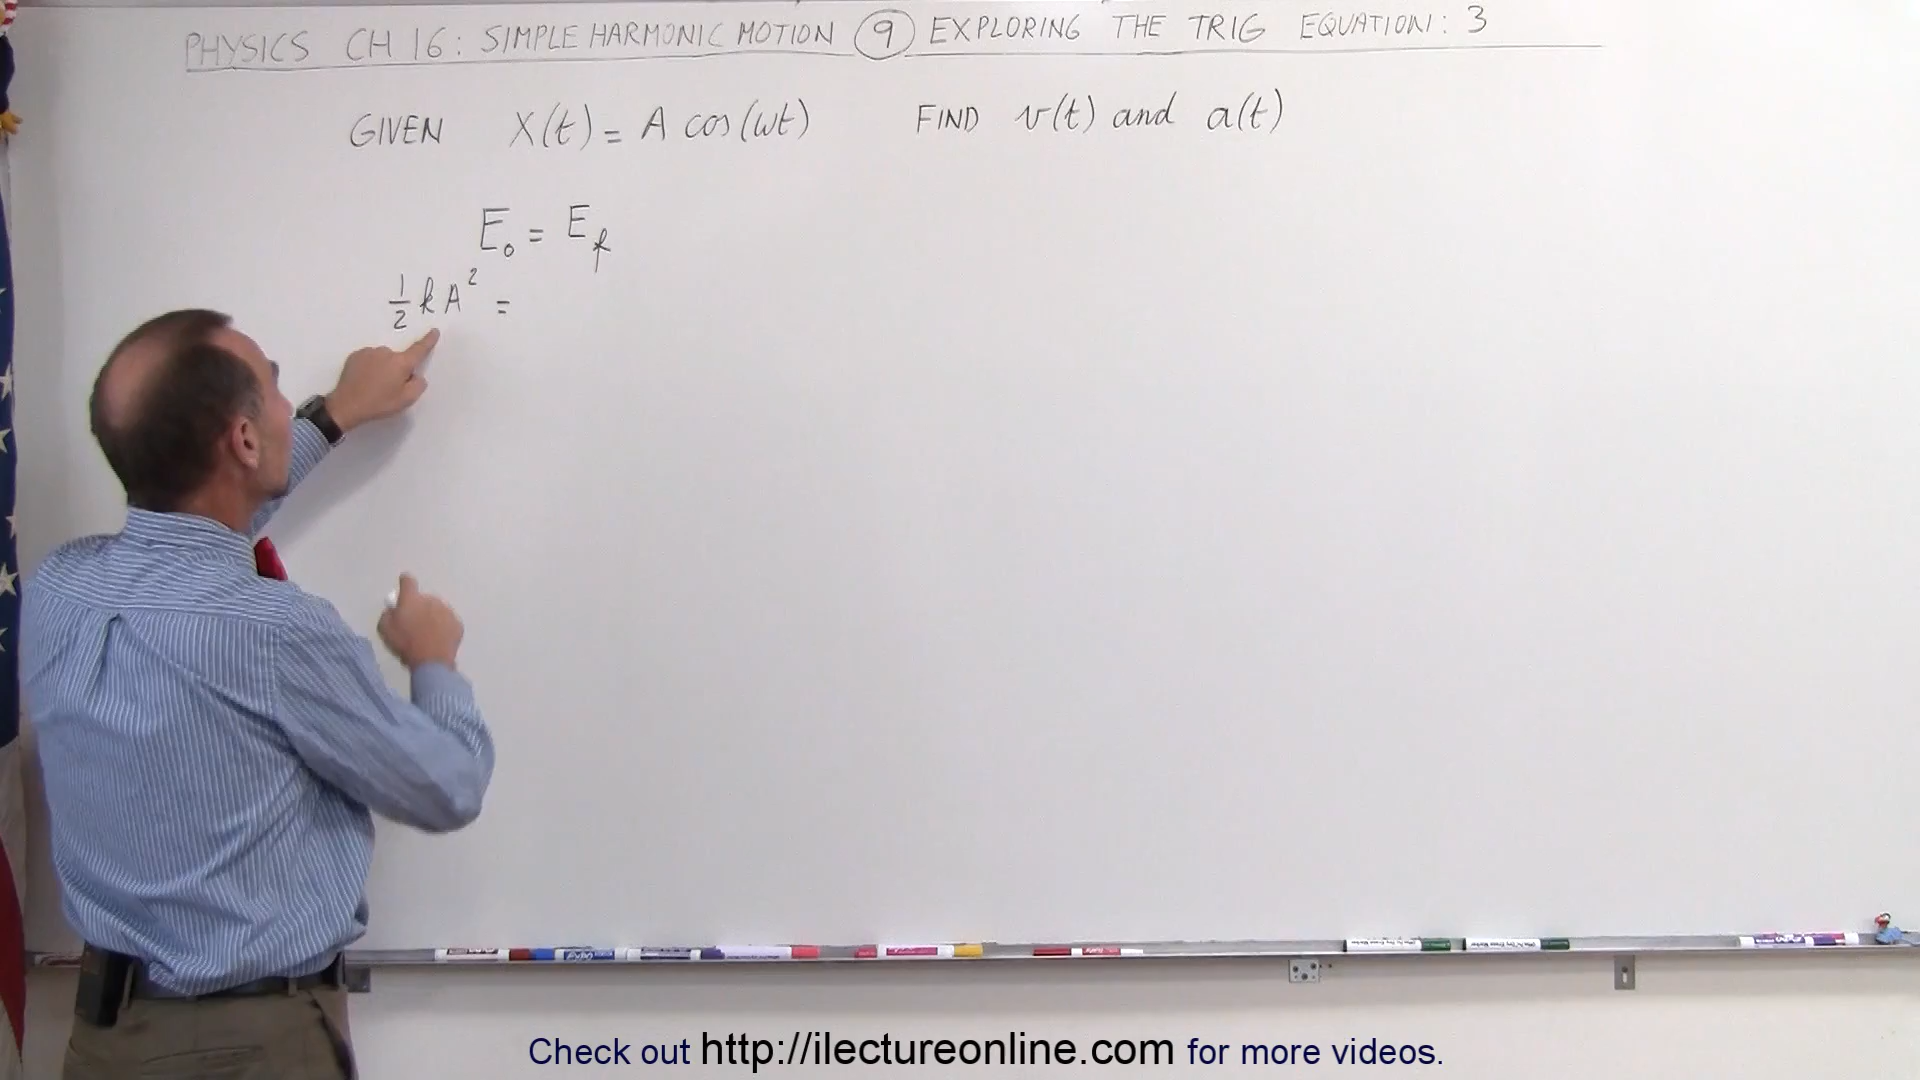 PHYSICS CH 16: SIMPLE HARMONIC MOTION 9 EXPLORING THE TRIG EQUATION: 3
GIVEN X(t) = A cos(ωt) FIND v(t) and a(t)
E₀ = E_f
½ k A² =
Check out http://ilectureonline.com for more videos.